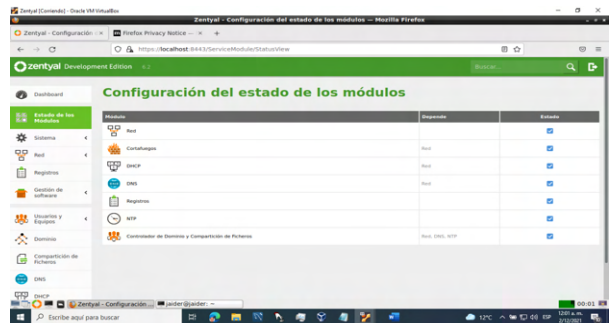 Zentyal [Corriendo] - Oracle VM VirtualBox
Zentyal - Configuración del estado de los módulos — Mozilla Firefox
Zentyal - Configuración
Firefox Privacy Notice —
https://localhost:8443/ServiceModule/StatusView
zentyal Development Edition
Buscar...
Dashboard
Estado de los
Módulos
Sistema
Red
Registros
Gestión de
software
Usuarios y
Equipos
Dominio
Compartición de
Ficheros
DNS
DHCP
Configuración del estado de los módulos
Módulo Depende Estado
Red
Cortafuegos Red
DHCP Red
DNS Red
Registros
NTP
Controlador de Dominio y Compartición de Ficheros Red, DNS, NTP
Zentyal - Configuración ... jaider@jaider: ~ 00:01
Escribe aquí para buscar
12°C ESP 12:01 a. m.
2/12/2021